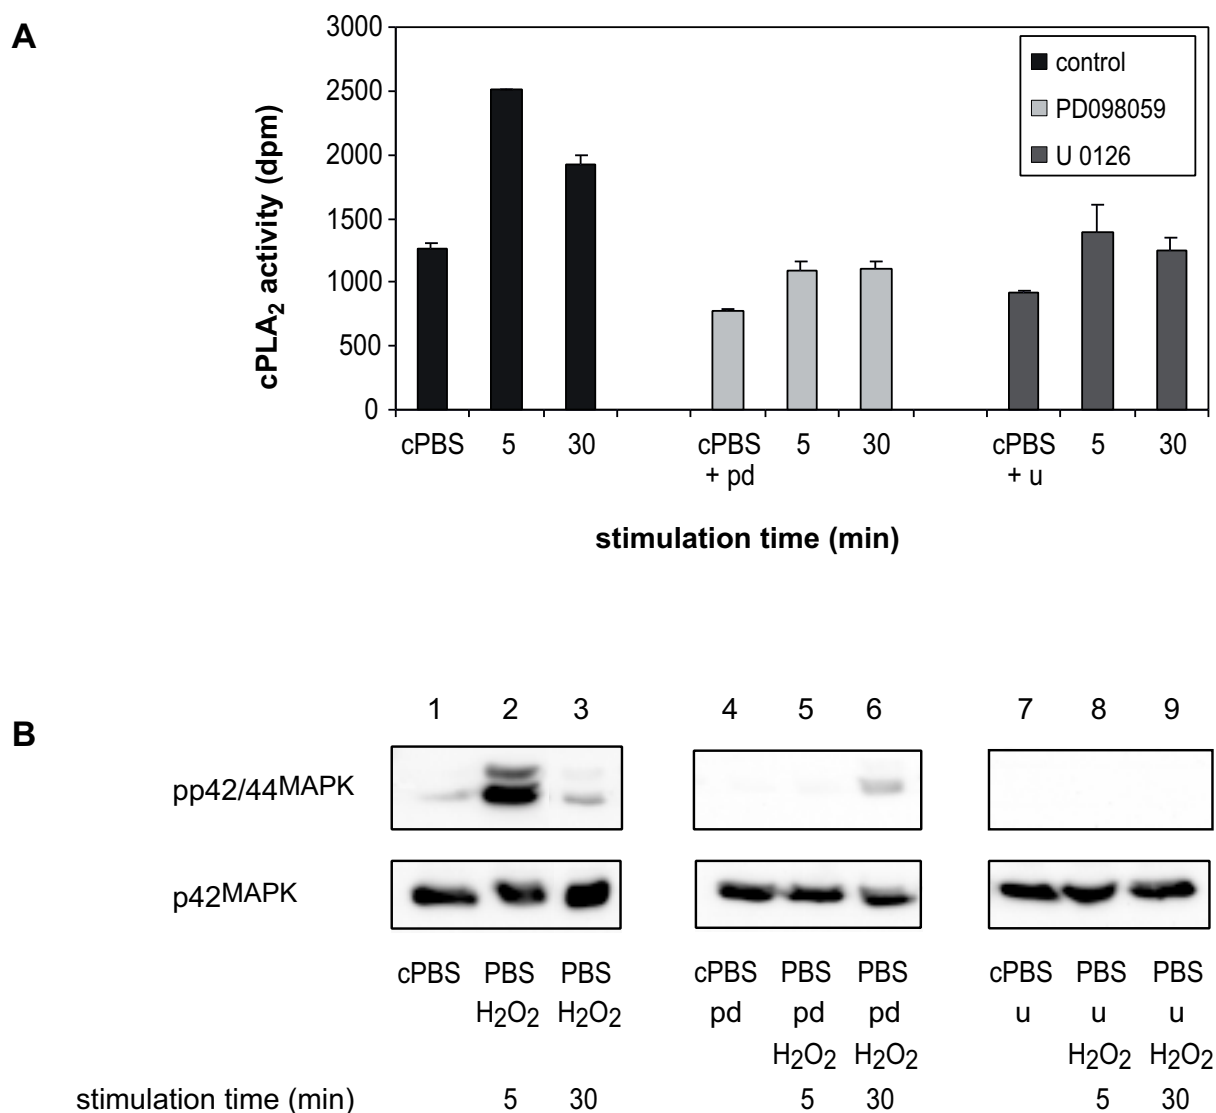 A
3000
2500
2000
1500
1000
500
0
cPLA2 activity (dpm)
control
PD098059
U 0126
cPBS 5 30 cPBS 5 30 cPBS 5 30
+ pd + u
stimulation time (min)
B
1 2 3 4 5 6 7 8 9
pp42/44MAPK
p42MAPK
cPBS PBS PBS cPBS PBS PBS cPBS PBS PBS
H2O2 H2O2 pd pd pd u u u
H2O2 H2O2 H2O2 H2O2
stimulation time (min) 5 30 5 30 5 30